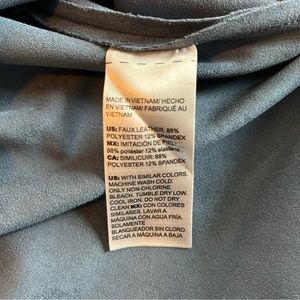 MADE IN VIETNAM/ HECHO
EN VIETNAM/ FABRIQUÉ AU
VIETNAM
US: FAUX LEATHER: 88%
POLYESTER 12% SPANDEX
MX: IMITACIÓN DE PIEL:
88% poliéster 12% elastano.
CA: SIMILICUIR: 88%
POLYESTER 12% SPANDEX
US: WITH SIMILAR COLORS.
MACHINE WASH COLD.
ONLY NON-CHLORINE
BLEACH. TUMBLE DRY LOW.
COOL IRON. DO NOT DRY
CLEAN MX: CON COLORES
SIMILARES. LAVAR A
MÁQUINA CON AGUA FRÍA.
SOLAMENTE
BLANQUEADOR SIN CLORO.
SECAR A MÁQUINA A BAJA.